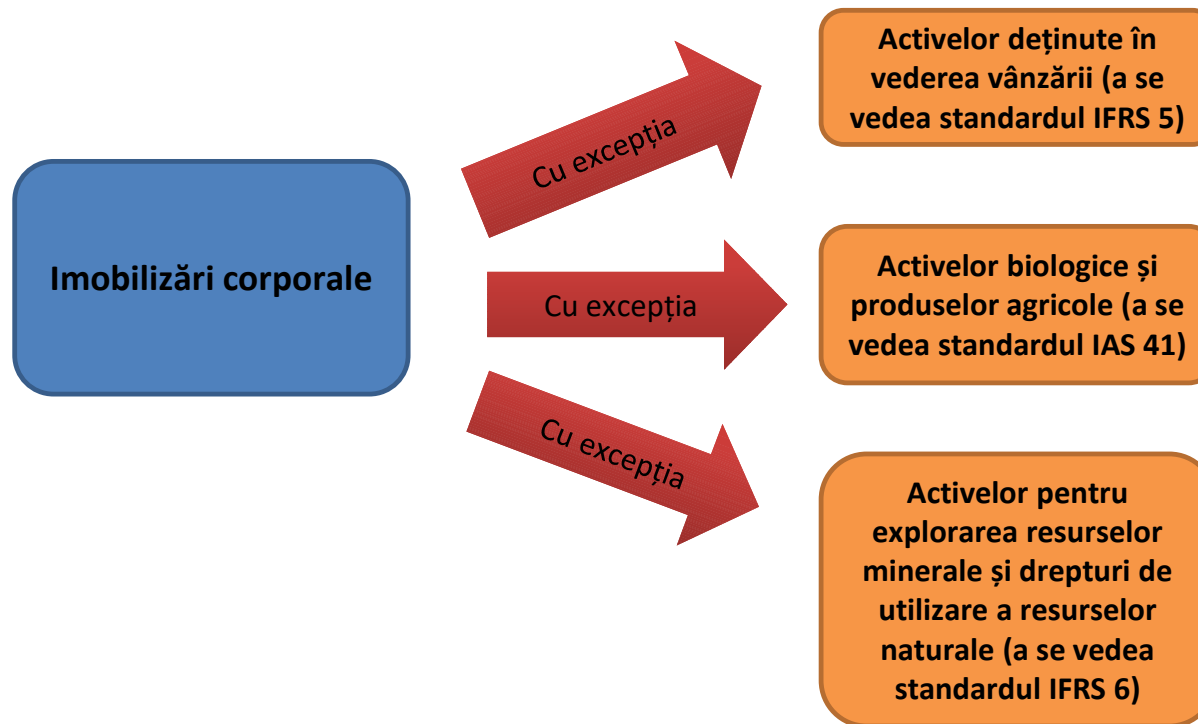 Imobilizări corporale
Cu excepția
Activelor deținute în
vederea vânzării (a se
vedea standardul IFRS 5)
Cu excepția
Activelor biologice și
produselor agricole (a se
vedea standardul IAS 41)
Cu excepția
Activelor pentru
explorarea resurselor
minerale și drepturi de
utilizare a resurselor
naturale (a se vedea
standardul IFRS 6)